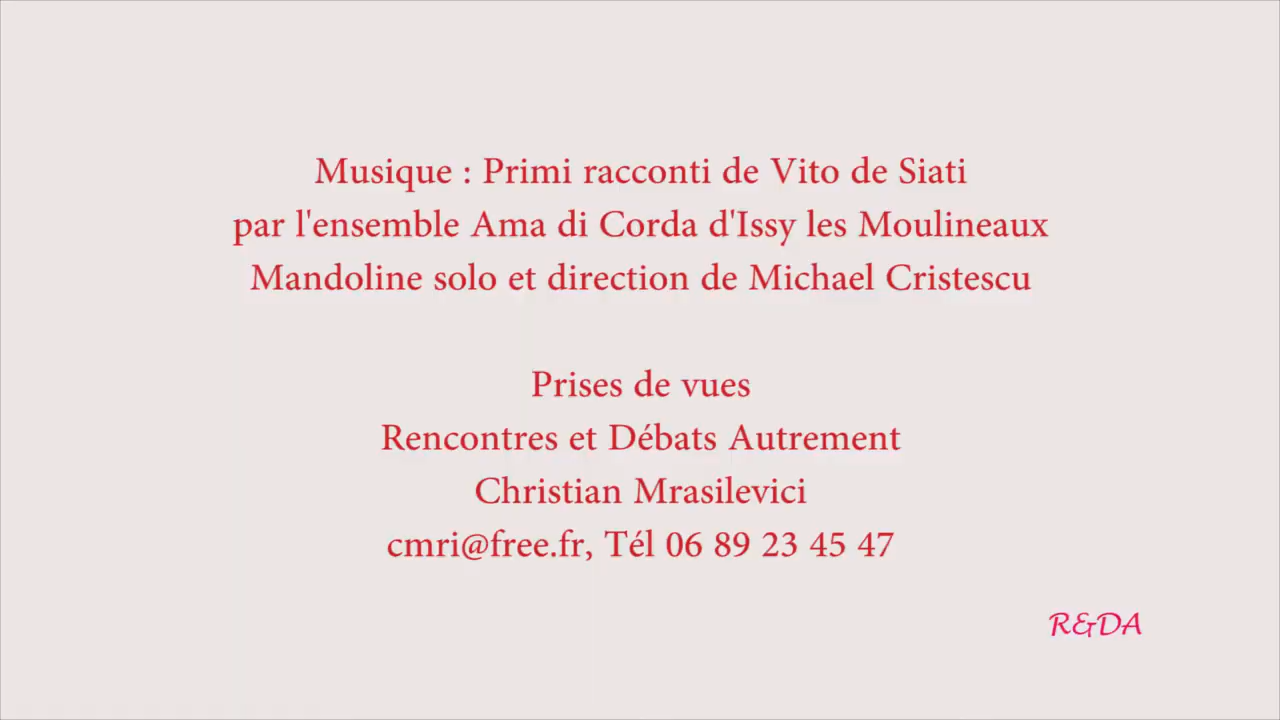 Musique : Primi racconti de Vito de Siati
par l'ensemble Ama di Corda d'Issy les Moulineaux
Mandoline solo et direction de Michael Cristescu
Prises de vues
Rencontres et Débats Autrement
Christian Mrasilevici
cmri@free.fr, Tél 06 89 23 45 47
R&DA